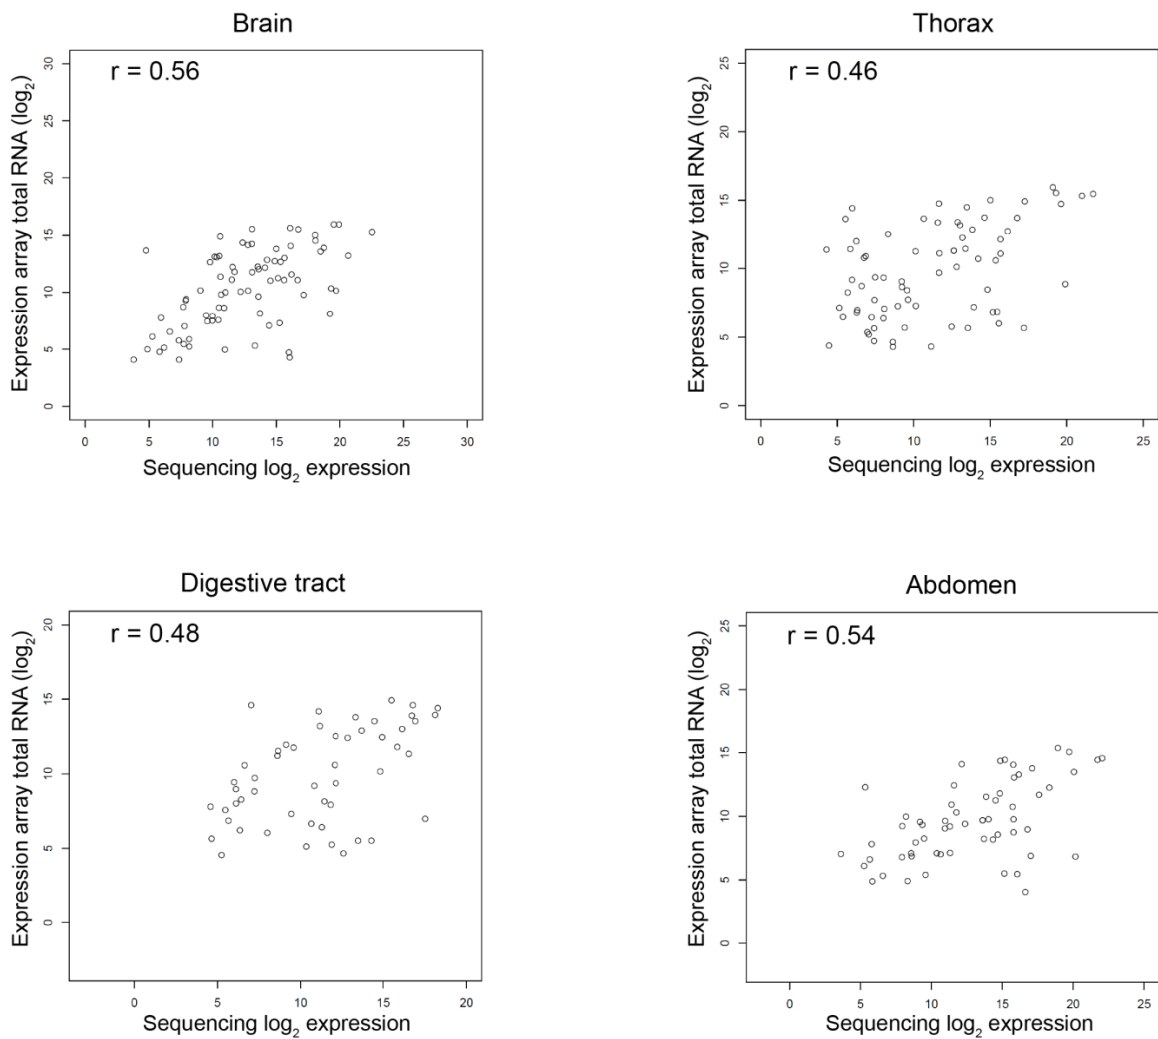 Brain
r = 0.56
Expression array total RNA (log2)
30
25
20
15
10
5
0
0 5 10 15 20 25 30
Sequencing log2 expression
Thorax
r = 0.46
Expression array total RNA (log2)
25
20
15
10
5
0
0 5 10 15 20 25
Sequencing log2 expression
Digestive tract
r = 0.48
Expression array total RNA (log2)
20
15
10
5
0
0 5 10 15 20
Sequencing log2 expression
Abdomen
r = 0.54
Expression array total RNA (log2)
25
20
15
10
5
0
0 5 10 15 20 25
Sequencing log2 expression